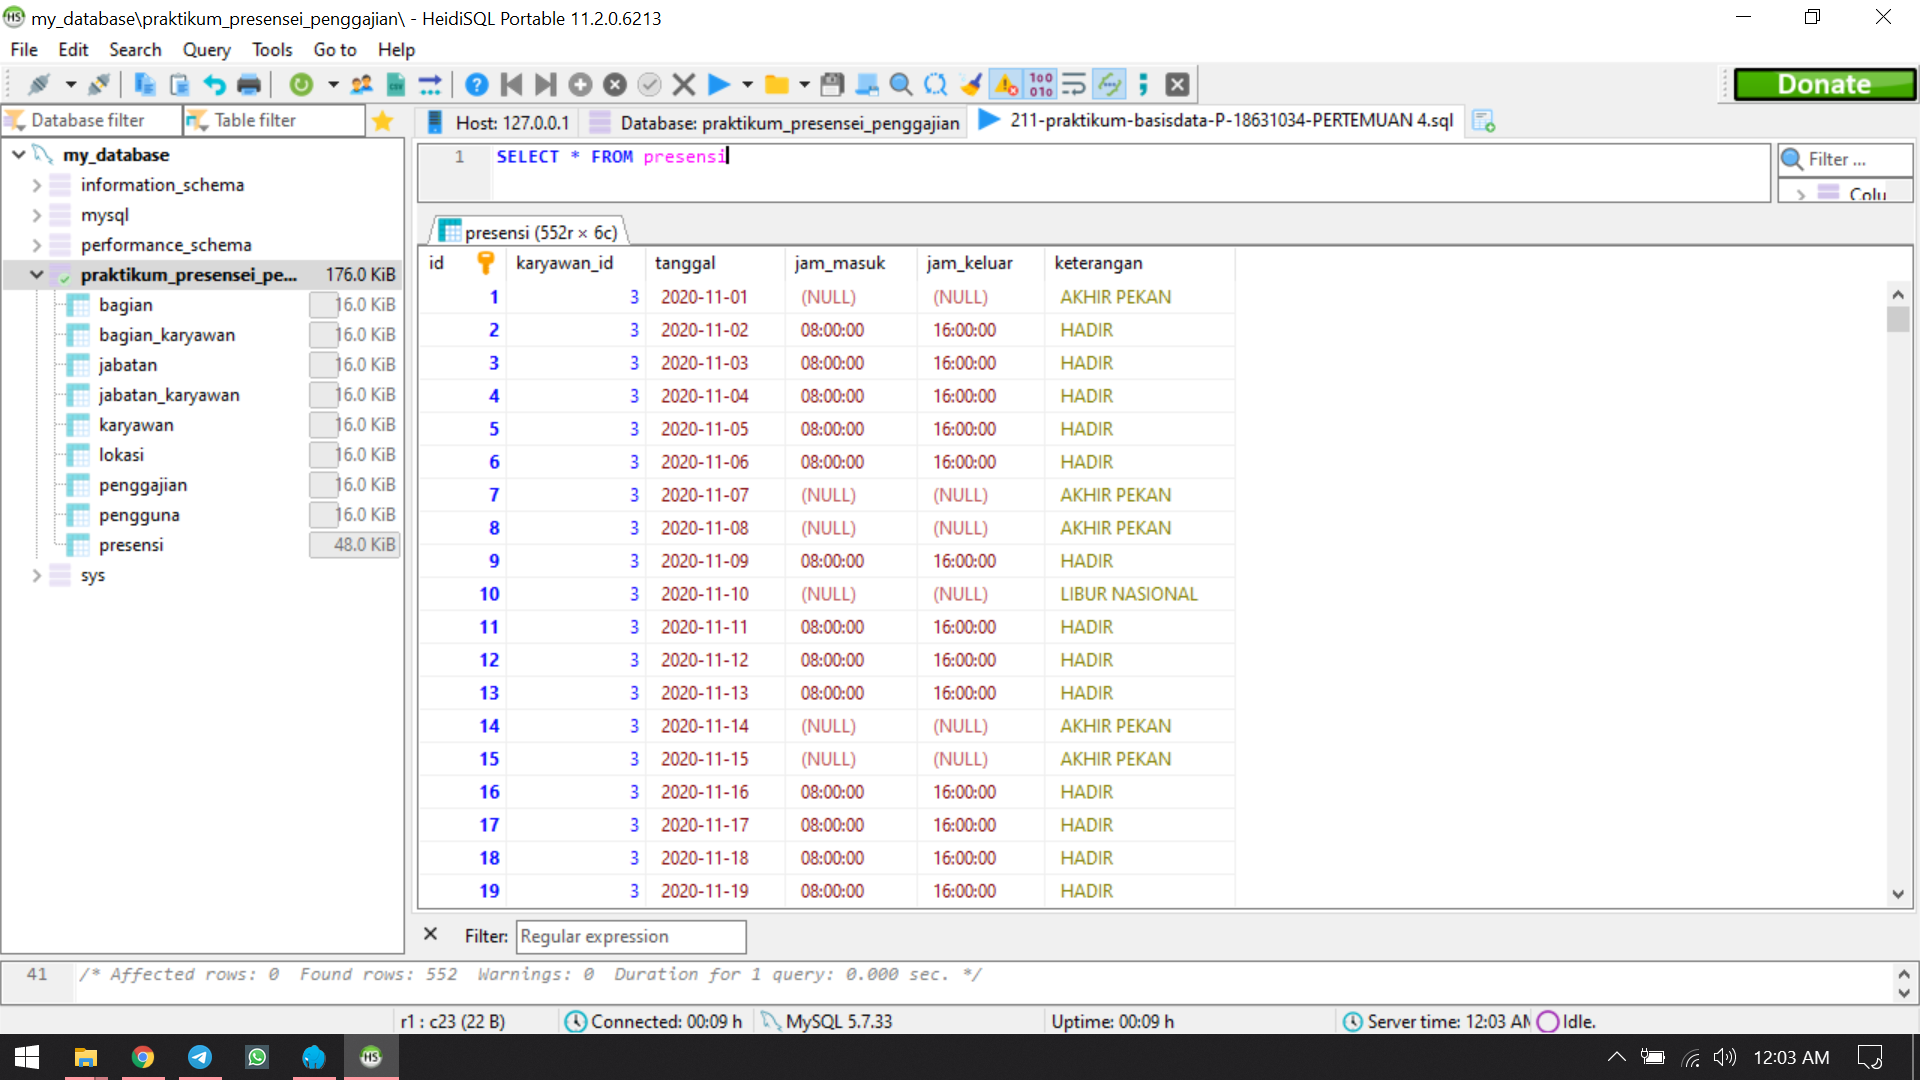 my_database\praktikum_presensei_penggajian\ - HeidiSQL Portable 11.2.0.6213
File Edit Search Query Tools Go to Help
Donate
Database filter Table filter
Host: 127.0.0.1 Database: praktikum_presensei_penggajian 211-praktikum-basisdata-P-18631034-PERTEMUAN 4.sql
my_database
information_schema
mysql
performance_schema
praktikum_presensei_pe... 176.0 KiB
bagian 16.0 KiB
bagian_karyawan 16.0 KiB
jabatan 16.0 KiB
jabatan_karyawan 16.0 KiB
karyawan 16.0 KiB
lokasi 16.0 KiB
penggajian 16.0 KiB
pengguna 16.0 KiB
presensi 48.0 KiB
sys
1 SELECT * FROM presensi
Filter ...
Colu
presensi (552r × 6c)
id karyawan_id tanggal jam_masuk jam_keluar keterangan
1 3 2020-11-01 (NULL) (NULL) AKHIR PEKAN
2 3 2020-11-02 08:00:00 16:00:00 HADIR
3 3 2020-11-03 08:00:00 16:00:00 HADIR
4 3 2020-11-04 08:00:00 16:00:00 HADIR
5 3 2020-11-05 08:00:00 16:00:00 HADIR
6 3 2020-11-06 08:00:00 16:00:00 HADIR
7 3 2020-11-07 (NULL) (NULL) AKHIR PEKAN
8 3 2020-11-08 (NULL) (NULL) AKHIR PEKAN
9 3 2020-11-09 08:00:00 16:00:00 HADIR
10 3 2020-11-10 (NULL) (NULL) LIBUR NASIONAL
11 3 2020-11-11 08:00:00 16:00:00 HADIR
12 3 2020-11-12 08:00:00 16:00:00 HADIR
13 3 2020-11-13 08:00:00 16:00:00 HADIR
14 3 2020-11-14 (NULL) (NULL) AKHIR PEKAN
15 3 2020-11-15 (NULL) (NULL) AKHIR PEKAN
16 3 2020-11-16 08:00:00 16:00:00 HADIR
17 3 2020-11-17 08:00:00 16:00:00 HADIR
18 3 2020-11-18 08:00:00 16:00:00 HADIR
19 3 2020-11-19 08:00:00 16:00:00 HADIR
Filter: Regular expression
41 /* Affected rows: 0 Found rows: 552 Warnings: 0 Duration for 1 query: 0.000 sec. */
r1 : c23 (22 B) Connected: 00:09 h MySQL 5.7.33 Uptime: 00:09 h Server time: 12:03 AM Idle.
HS 12:03 AM